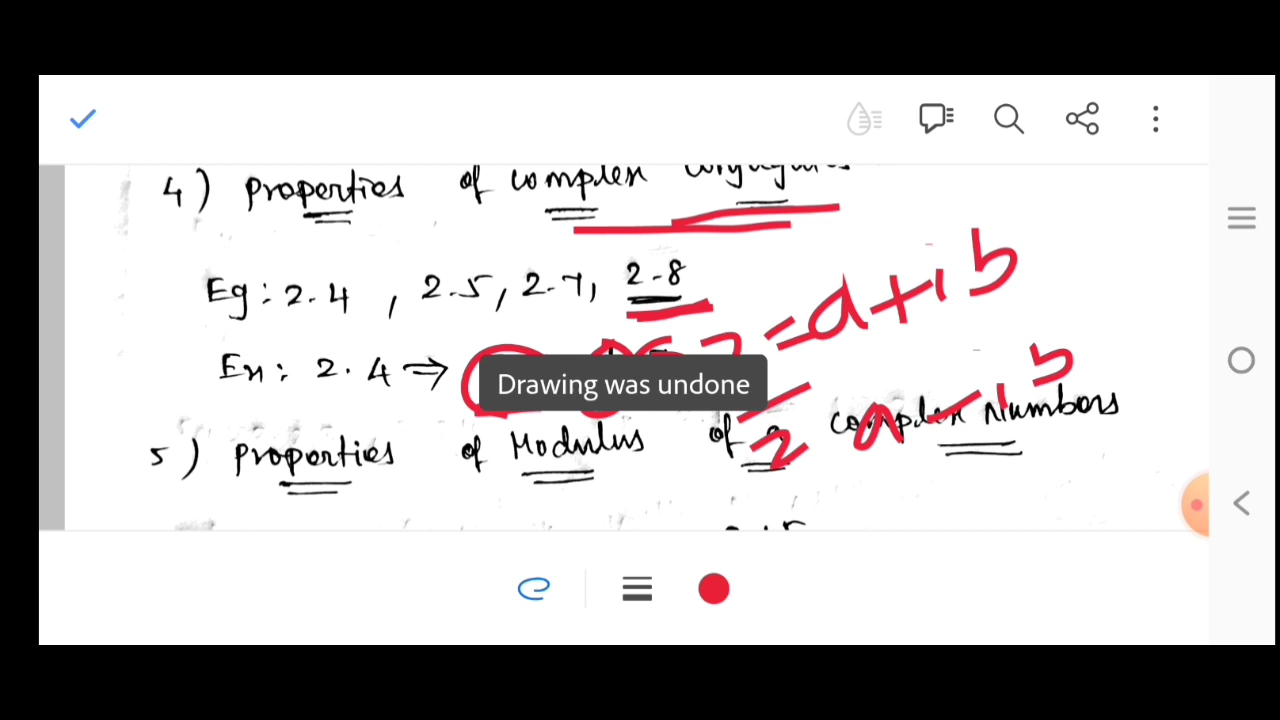 4) properties of complex conjugates
Eg: 2.4 , 2.5, 2.7, 2.8
z = a + ib
Ex: 2.4 ⇒
Drawing was undone
z a - ib
5) properties of Modulus of a complex Numbers